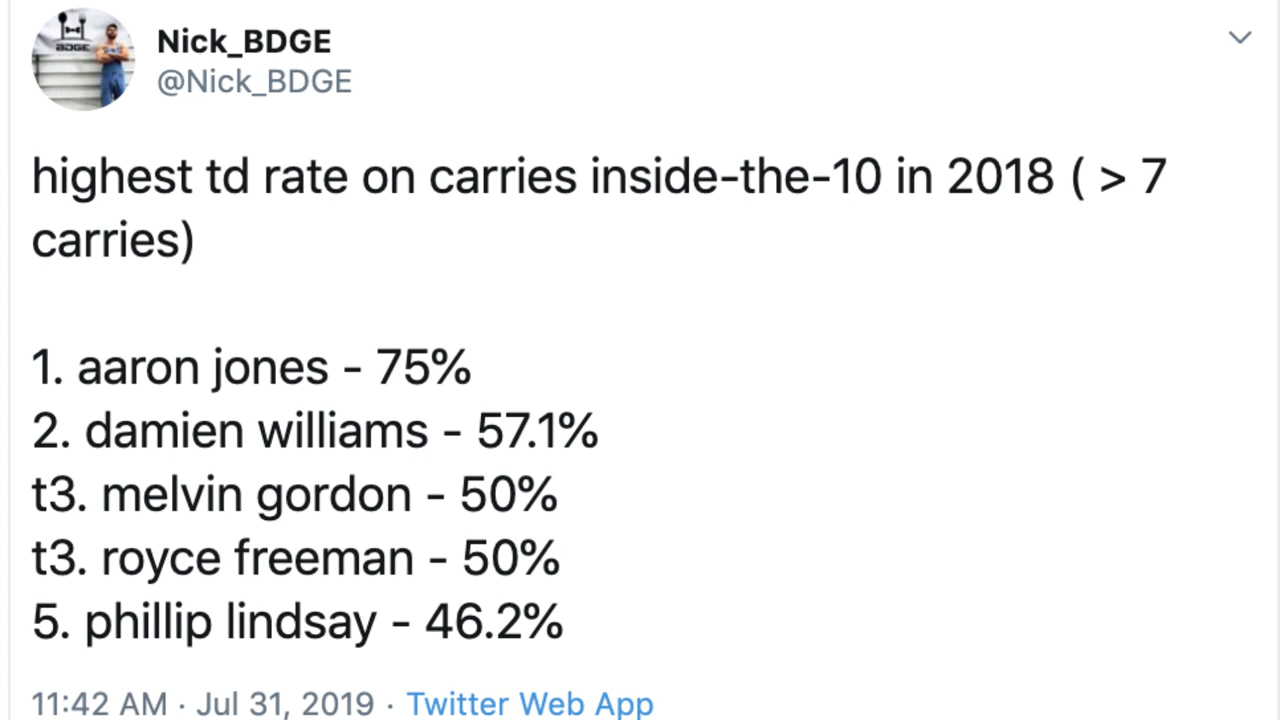 BDGE
Nick_BDGE
@Nick_BDGE
highest td rate on carries inside-the-10 in 2018 ( > 7
carries)
1. aaron jones - 75%
2. damien williams - 57.1%
t3. melvin gordon - 50%
t3. royce freeman - 50%
5. phillip lindsay - 46.2%
11:42 AM · Jul 31, 2019 · Twitter Web App